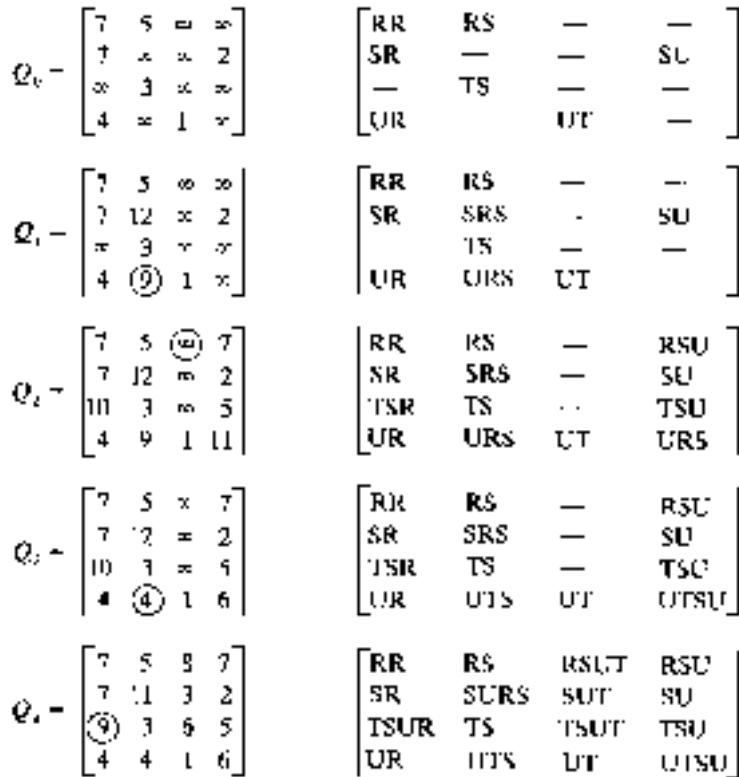 7 5 ∞ ∞ RR RS — —
Q₀ = 7 ∞ ∞ 2 SR — — SU
∞ 3 ∞ ∞ — TS — —
4 ∞ 1 ∞ UR UT —
7 5 ∞ ∞ RR RS — —
Q₁ = 7 12 ∞ 2 SR SRS - SU
∞ 3 ∞ ∞ TS — —
4 9 1 ∞ UR URS UT
7 5 ∞ 7 RR RS — RSU
Q₂ = 7 12 ∞ 2 SR SRS — SU
10 3 ∞ 5 TSR TS -- TSU
4 9 1 11 UR URS UT URS
7 5 ∞ 7 RR RS — RSU
Q₃ = 7 12 ∞ 2 SR SRS — SU
10 3 ∞ 5 TSR TS — TSU
4 4 1 6 UR UTS UT UTSU
7 5 8 7 RR RS RSUT RSU
Q₄ = 7 11 3 2 SR SURS SUT SU
9 3 6 5 TSUR TS TSUT TSU
4 4 1 6 UR UTS UT UTSU